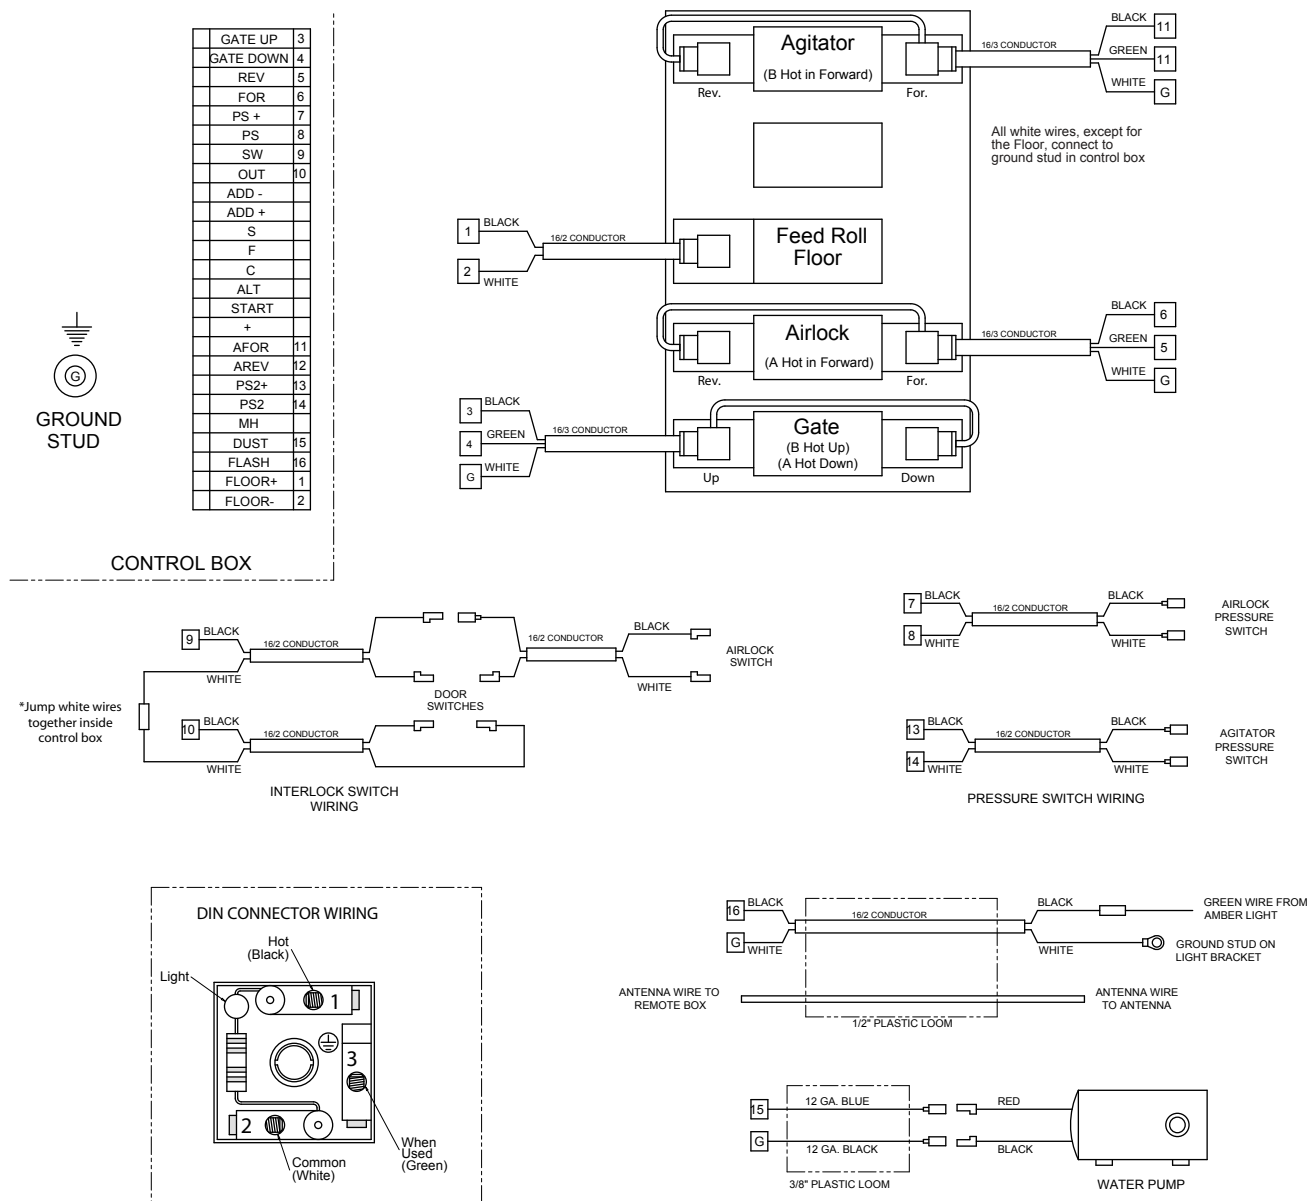 GATE UP 3
GATE DOWN 4
REV 5
FOR 6
PS + 7
PS 8
SW 9
OUT 10
ADD -
ADD +
S
F
C
ALT
START
+
AFOR 11
AREV 12
PS2+ 13
PS2 14
MH
DUST 15
FLASH 16
FLOOR+ 1
FLOOR- 2
G
GROUND
STUD
CONTROL BOX
Agitator
(B Hot in Forward)
Rev.
For.
16/3 CONDUCTOR
BLACK 11
GREEN 11
WHITE G
All white wires, except for
the Floor, connect to
ground stud in control box
1 BLACK
2 WHITE
16/2 CONDUCTOR
Feed Roll
Floor
Airlock
(A Hot in Forward)
Rev.
For.
16/3 CONDUCTOR
BLACK 6
GREEN 5
WHITE G
3 BLACK
4 GREEN
G WHITE
16/3 CONDUCTOR
Gate
(B Hot Up)
(A Hot Down)
Up
Down
9 BLACK
WHITE
16/2 CONDUCTOR
16/2 CONDUCTOR
BLACK
WHITE
AIRLOCK
SWITCH
DOOR
SWITCHES
*Jump white wires
together inside
control box
10 BLACK
WHITE
16/2 CONDUCTOR
INTERLOCK SWITCH
WIRING
7 BLACK
8 WHITE
16/2 CONDUCTOR
BLACK
WHITE
AIRLOCK
PRESSURE
SWITCH
13 BLACK
14 WHITE
16/2 CONDUCTOR
BLACK
WHITE
AGITATOR
PRESSURE
SWITCH
PRESSURE SWITCH WIRING
DIN CONNECTOR WIRING
Hot
(Black)
Light
1
3
2
When
Used
(Green)
Common
(White)
16 BLACK
G WHITE
16/2 CONDUCTOR
BLACK
WHITE
GREEN WIRE FROM
AMBER LIGHT
GROUND STUD ON
LIGHT BRACKET
ANTENNA WIRE TO
REMOTE BOX
ANTENNA WIRE
TO ANTENNA
1/2" PLASTIC LOOM
15 12 GA. BLUE
RED
G 12 GA. BLACK
BLACK
3/8" PLASTIC LOOM
WATER PUMP